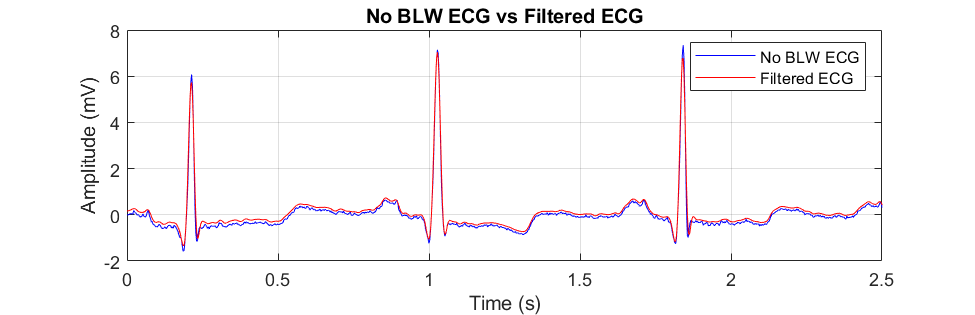 No BLW ECG vs Filtered ECG
8
6
4
2
0
-2
Amplitude (mV)
No BLW ECG
Filtered ECG
0
0.5
1
1.5
2
2.5
Time (s)